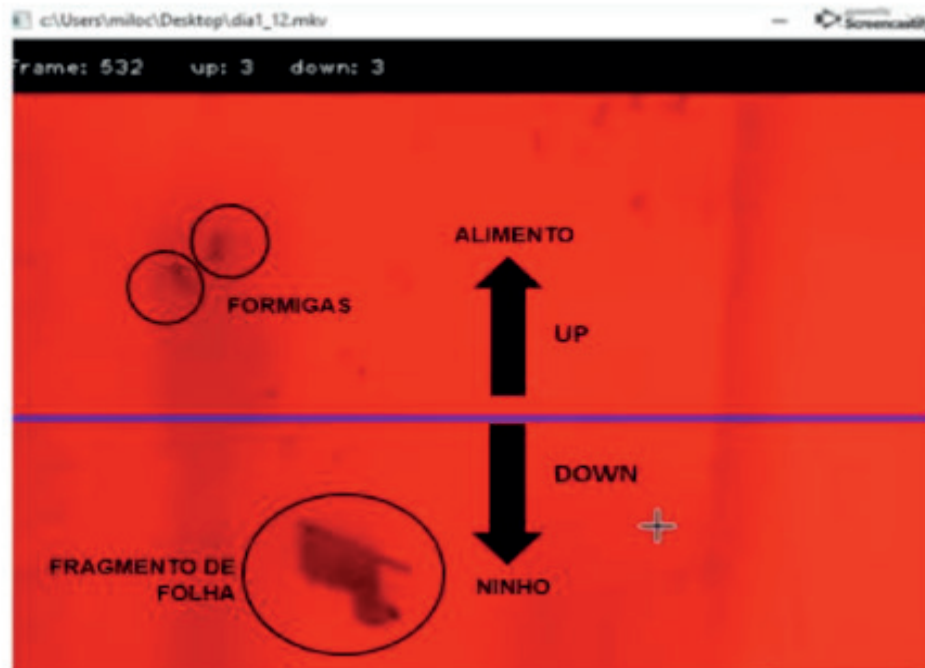 c:\Users\miloc\Desktop\dia1_12.mkv
Screencastify
frame: 532 up: 3 down: 3
ALIMENTO
FORMIGAS
UP
DOWN
FRAGMENTO DE
FOLHA
NINHO